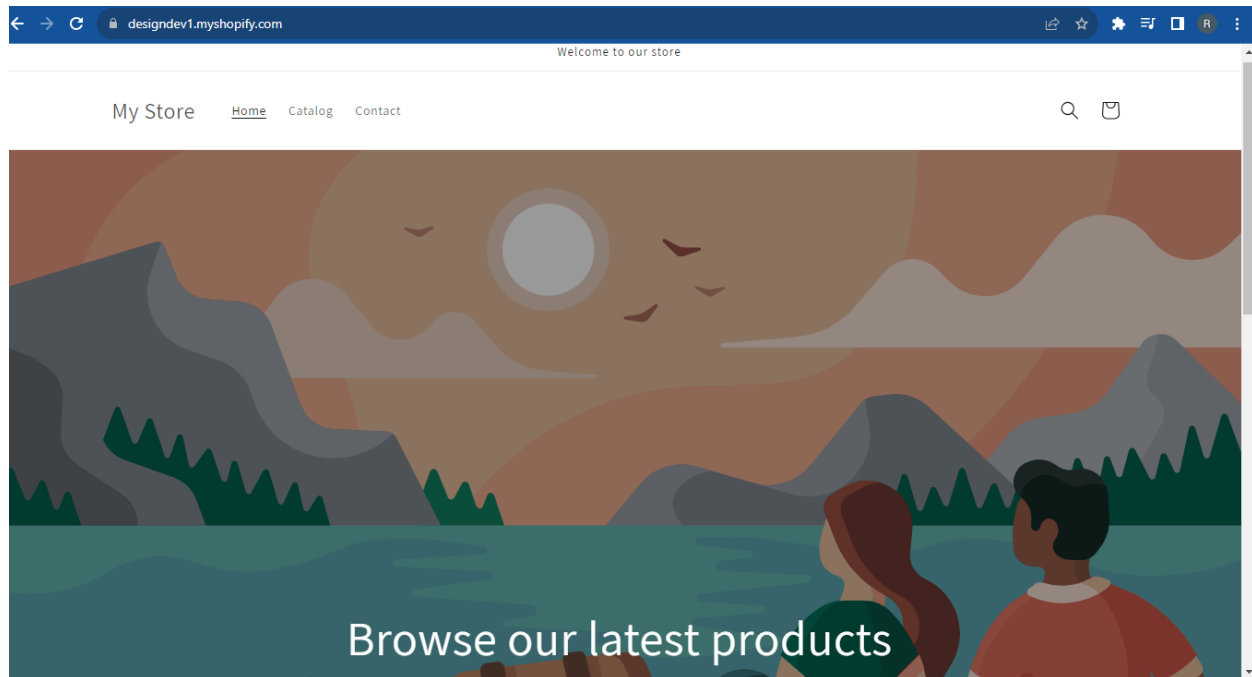 designdev1.myshopify.com
R
Welcome to our store
My Store Home Catalog Contact
Browse our latest products